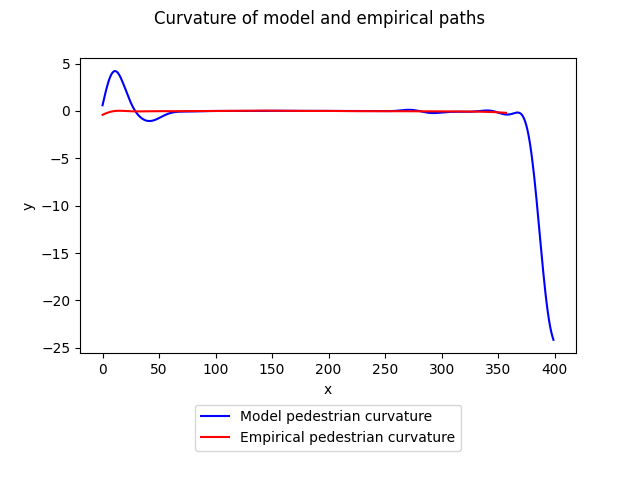 Curvature of model and empirical paths
5
0
−5
−10
−15
−20
−25
y
0 50 100 150 200 250 300 350 400
x
Model pedestrian curvature
Empirical pedestrian curvature